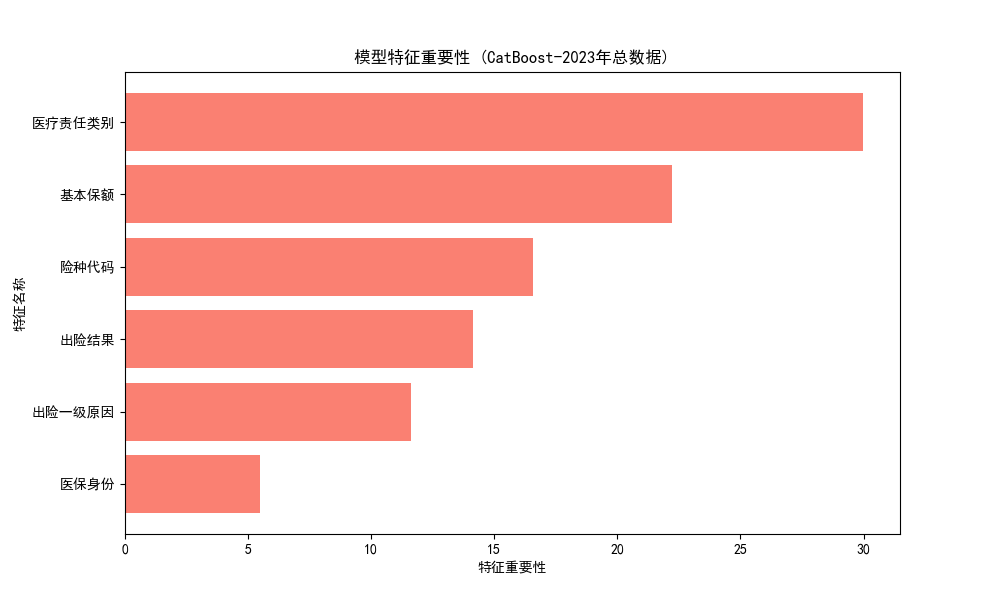 模型特征重要性 (CatBoost-2023年总数据)
医疗责任类别
基本保额
险种代码
出险结果
出险一级原因
医保身份
特征名称
0 5 10 15 20 25 30
特征重要性